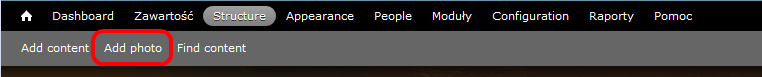 Dashboard Zawartość Structure Appearance People Moduły Configuration Raporty Pomoc
Add content Add photo Find content